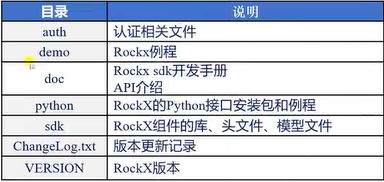 目录 说明
auth 认证相关文件
demo Rockx例程
doc Rockx sdk开发手册
API介绍
python RockX的Python接口安装包和例程
sdk RockX组件的库、头文件、模型文件
ChangeLog.txt 版本更新记录
VERSION RockX版本